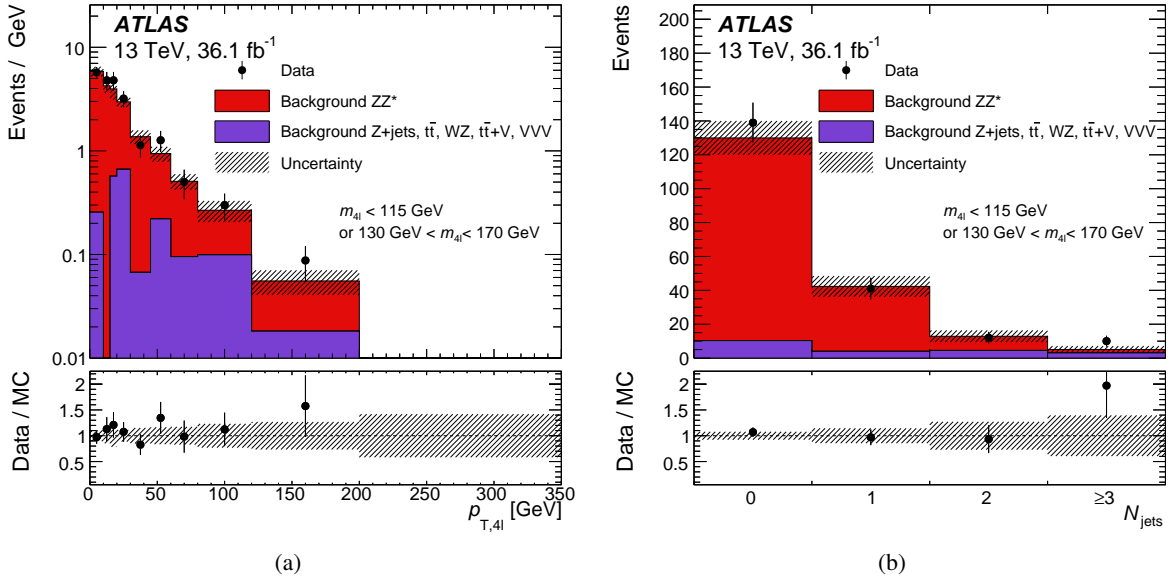 Events / GeV
10
1
0.1
0.01
ATLAS
13 TeV, 36.1 fb⁻¹
Data
Background ZZ*
Background Z+jets, tt̄, WZ, tt̄+V, VVV
Uncertainty
m4l < 115 GeV
or 130 GeV < m4l < 170 GeV
Data / MC
2
1.5
1
0.5
0 50 100 150 200 250 300 350
pT,4l [GeV]
(a)
Events
200
180
160
140
120
100
80
60
40
20
0
ATLAS
13 TeV, 36.1 fb⁻¹
Data
Background ZZ*
Background Z+jets, tt̄, WZ, tt̄+V, VVV
Uncertainty
m4l < 115 GeV
or 130 GeV < m4l < 170 GeV
Data / MC
2
1.5
1
0.5
0 1 2 ≥3
Njets
(b)